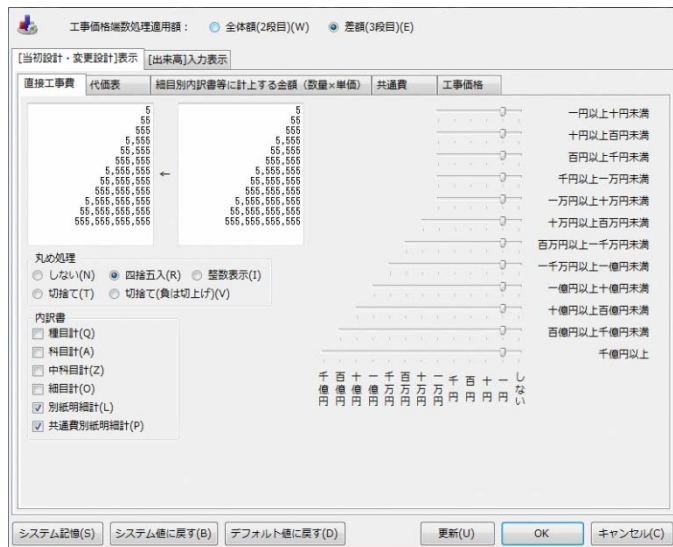 工事価格端数処理適用額： 全体額(2段目)(W) 差額(3段目)(E)
[当初設計・変更設計]表示 [出来高]入力表示
直接工事費 代価表 細目別内訳書等に計上する金額（数量×単価） 共通費 工事価格
5 5
55 55
555 555
5,555 5,555
55,555 55,555
555,555 555,555
5,555,555 ← 5,555,555
55,555,555 55,555,555
555,555,555 555,555,555
5,555,555,555 5,555,555,555
55,555,555,555 55,555,555,555
555,555,555,555 555,555,555,555
一円以上十円未満
十円以上百円未満
百円以上千円未満
千円以上一万円未満
一万円以上十万円未満
十万円以上百万円未満
百万円以上一千万円未満
一千万円以上一億円未満
一億円以上十億円未満
十億円以上百億円未満
百億円以上千億円未満
千億円以上
千億円 百億円 十億円 一億円 千万円 百万円 十万円 一万円 千円 百円 十円 一円 しない
丸め処理
しない(N) 四捨五入(R) 整数表示(I)
切捨て(T) 切捨て(負は切上げ)(V)
内訳書
種目計(Q)
科目計(A)
中科目計(Z)
細目計(O)
別紙明細計(L)
共通費別紙明細計(P)
システム記憶(S) システム値に戻す(B) デフォルト値に戻す(D) 更新(U) OK キャンセル(C)